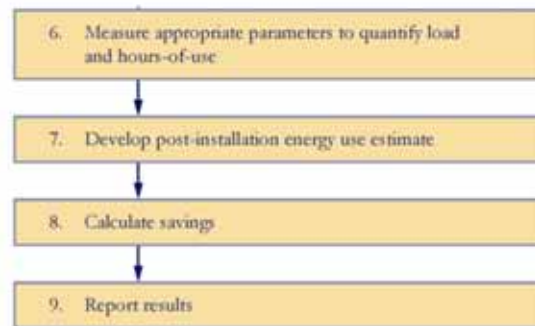 6. Measure appropriate parameters to quantify load
and hours-of-use
7. Develop post-installation energy use estimate
8. Calculate savings
9. Report results